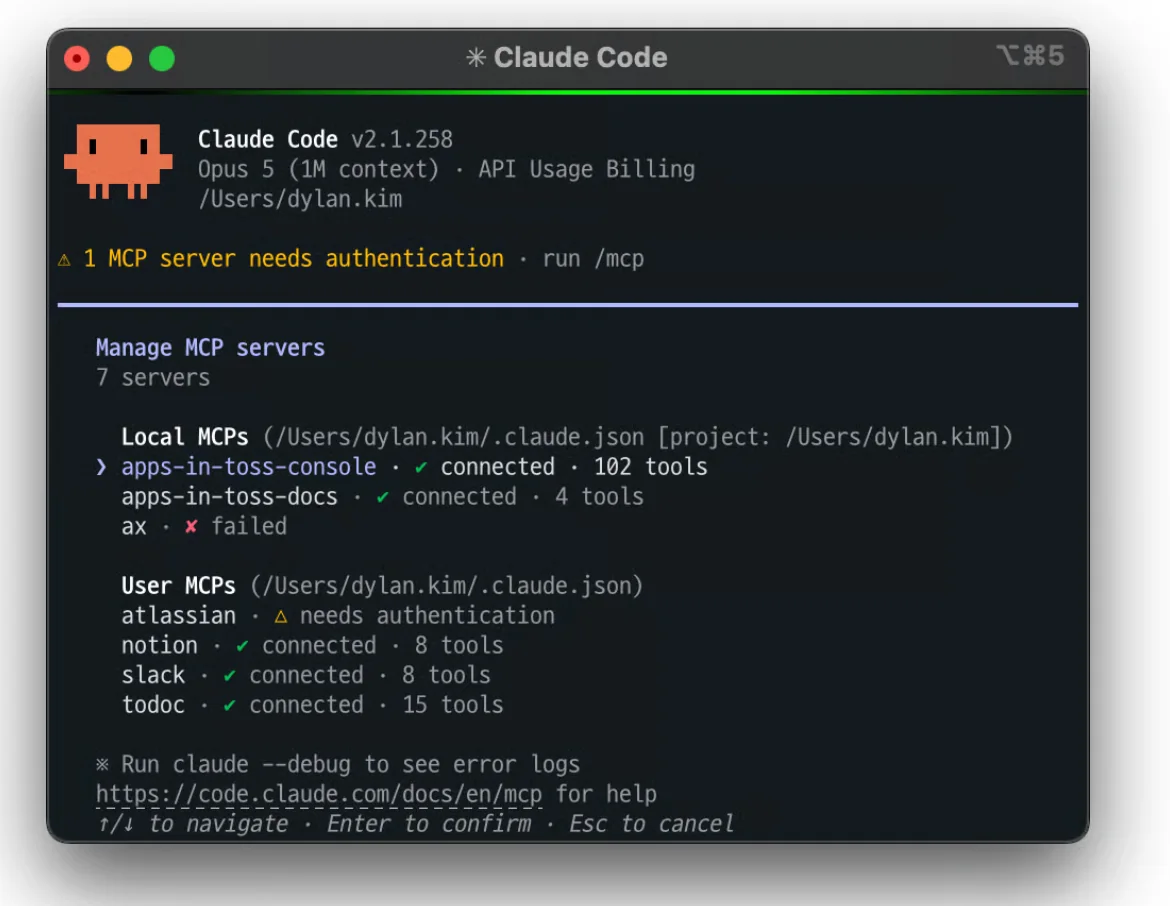 ✳ Claude Code
⌥⌘5
Claude Code v2.1.258
Opus 5 (1M context) · API Usage Billing
/Users/dylan.kim
⚠ 1 MCP server needs authentication · run /mcp
Manage MCP servers
7 servers
Local MCPs (/Users/dylan.kim/.claude.json [project: /Users/dylan.kim])
❯ apps-in-toss-console · ✔ connected · 102 tools
apps-in-toss-docs · ✔ connected · 4 tools
ax · ✘ failed
User MCPs (/Users/dylan.kim/.claude.json)
atlassian · △ needs authentication
notion · ✔ connected · 8 tools
slack · ✔ connected · 8 tools
todoc · ✔ connected · 15 tools
※ Run claude --debug to see error logs
https://code.claude.com/docs/en/mcp for help
↑/↓ to navigate · Enter to confirm · Esc to cancel